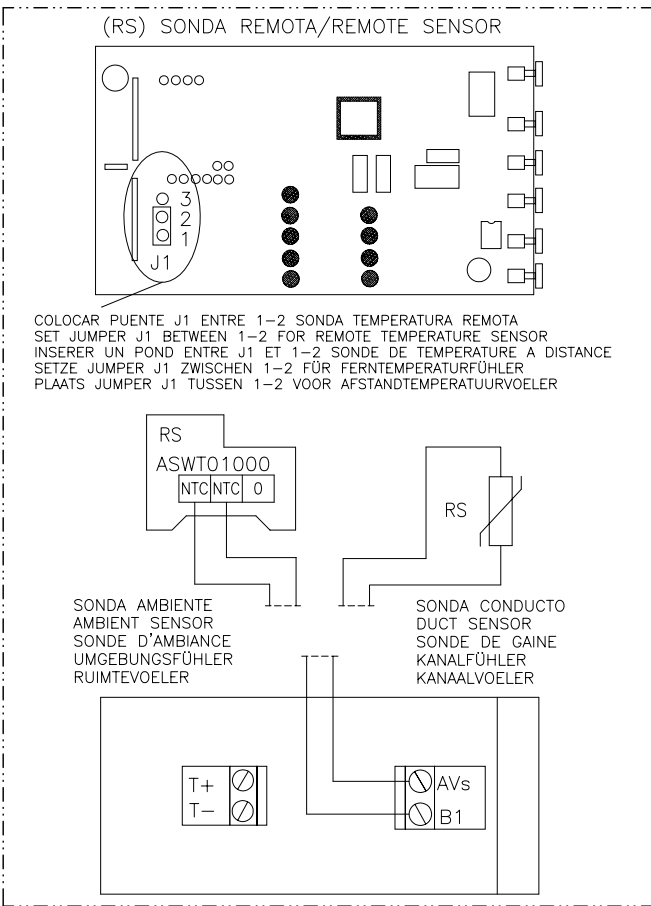 (RS) SONDA REMOTA/REMOTE SENSOR
3
2
1
J1
COLOCAR PUENTE J1 ENTRE 1-2 SONDA TEMPERATURA REMOTA
SET JUMPER J1 BETWEEN 1-2 FOR REMOTE TEMPERATURE SENSOR
INSERER UN POND ENTRE J1 ET 1-2 SONDE DE TEMPERATURE A DISTANCE
SETZE JUMPER J1 ZWISCHEN 1-2 FÜR FERNTEMPERATURFÜHLER
PLAATS JUMPER J1 TUSSEN 1-2 VOOR AFSTANDTEMPERATUURVOELER
RS
ASWT01000
NTC NTC 0
RS
SONDA AMBIENTE
AMBIENT SENSOR
SONDE D'AMBIANCE
UMGEBUNGSFÜHLER
RUIMTEVOELER
SONDA CONDUCTO
DUCT SENSOR
SONDE DE GAINE
KANALFÜHLER
KANAALVOELER
T+
T-
AVs
B1